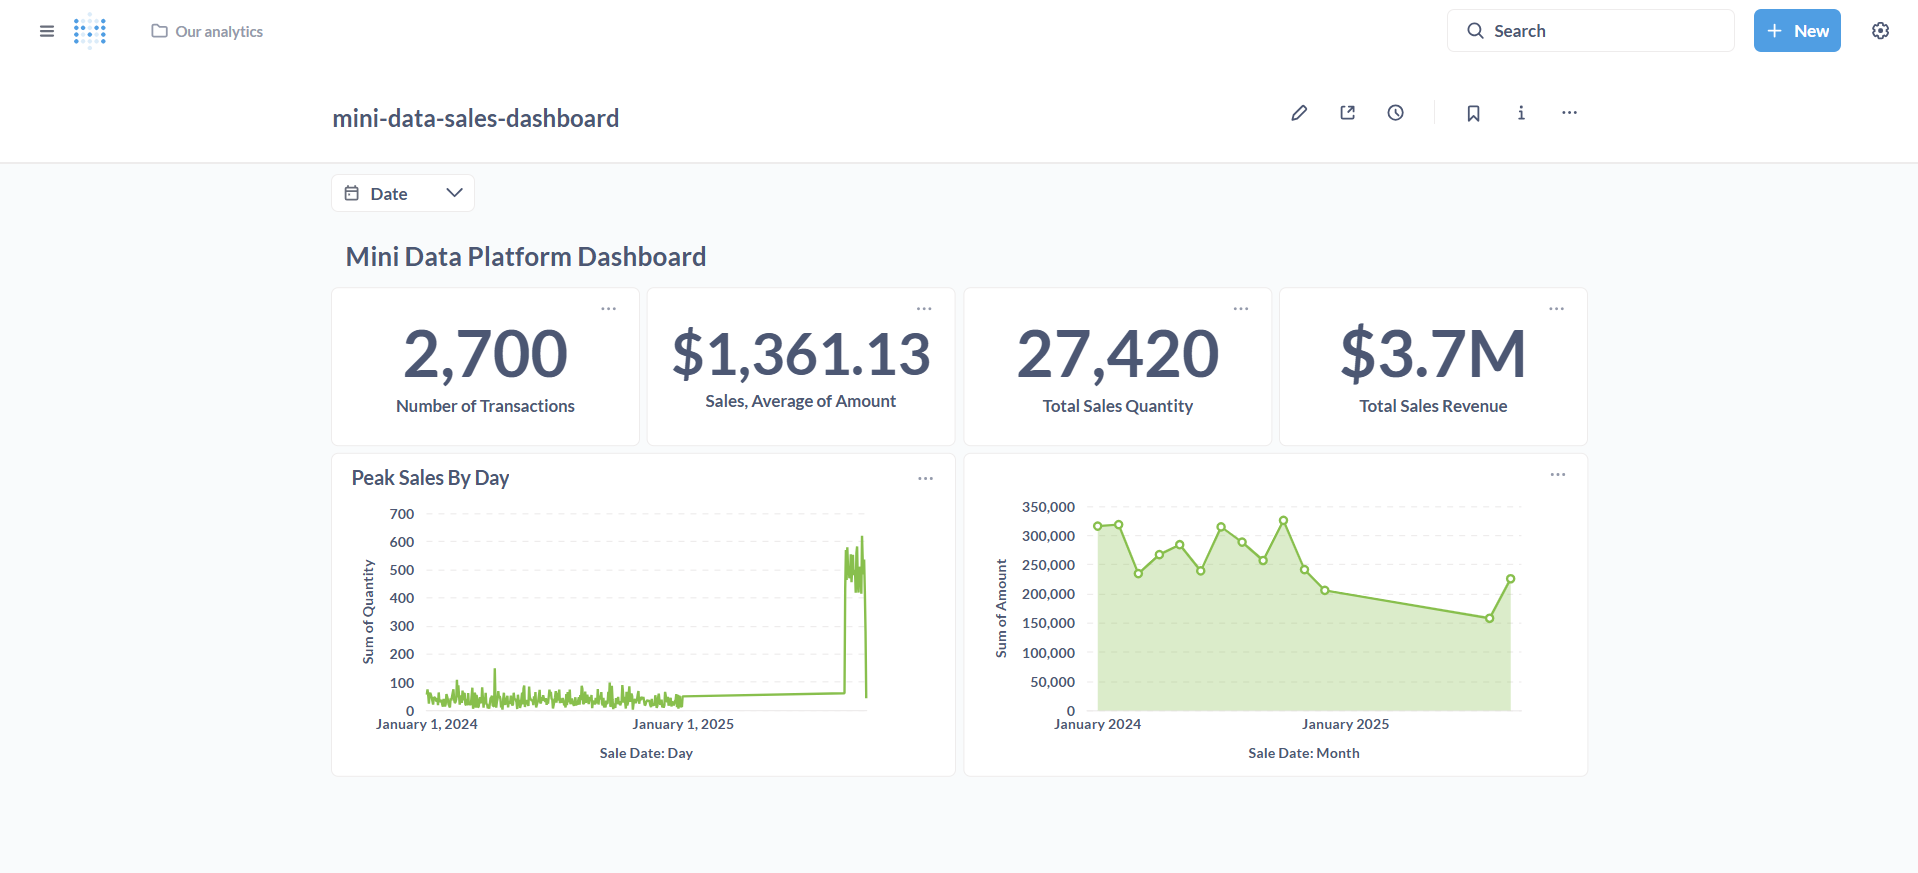 Our analytics
Search
New
mini-data-sales-dashboard
Date
Mini Data Platform Dashboard
2,700
Number of Transactions
$1,361.13
Sales, Average of Amount
27,420
Total Sales Quantity
$3.7M
Total Sales Revenue
Peak Sales By Day
700
600
500
400
300
200
100
0
Sum of Quantity
January 1, 2024
January 1, 2025
Sale Date: Day
350,000
300,000
250,000
200,000
150,000
100,000
50,000
0
Sum of Amount
January 2024
January 2025
Sale Date: Month